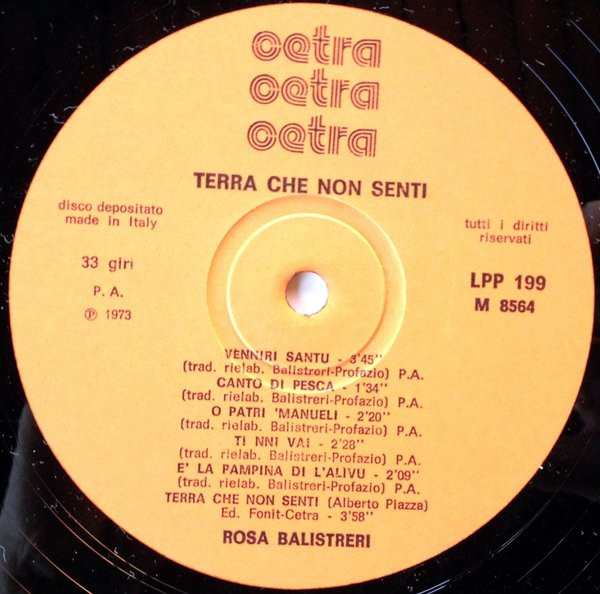 cetra
cetra
cetra
TERRA CHE NON SENTI
disco depositato
made in Italy
tutti i diritti
riservati
33 giri
LPP 199
M 8564
P. A.
℗ 1973
VENNIRI SANTU - 3'45''
(trad. rielab. Balistreri-Profazio) P.A.
CANTO DI PESCA - 1'34''
(trad. rielab. Balistreri-Profazio) P.A.
O PATRI 'MANUELI - 2'20''
(trad. rielab. Balistreri-Profazio) P.A.
TI NNI VAI - 2'28''
(trad. rielab. Balistreri-Profazio) P.A.
E' LA PAMPINA DI L'ALIVU - 2'09''
(trad. rielab. Balistreri-Profazio) P.A.
TERRA CHE NON SENTI (Alberto Piazza)
Ed. Fonit-Cetra - 3'58''
ROSA BALISTRERI